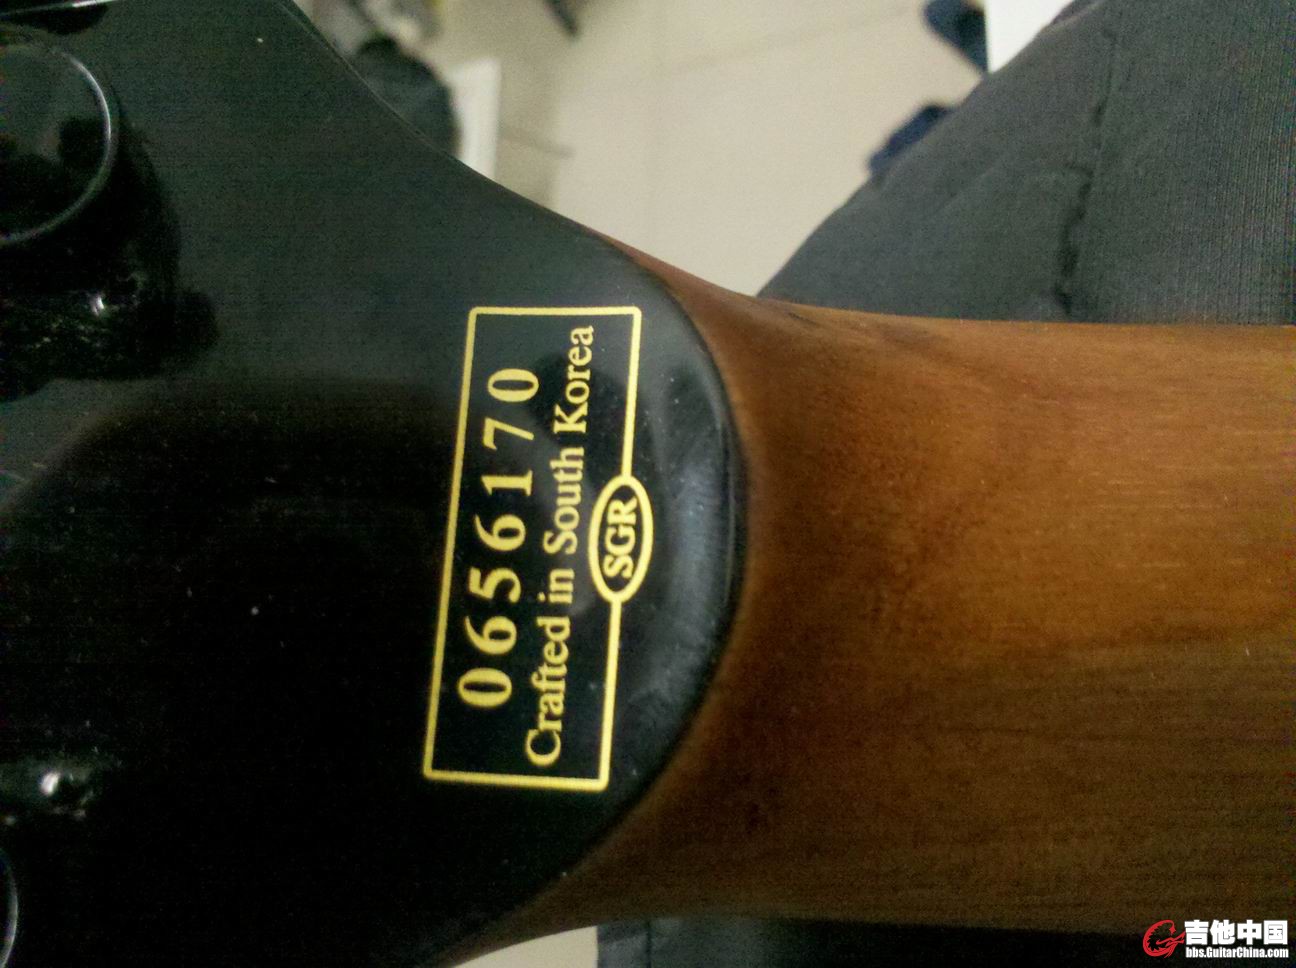 0656170
Crafted in South Korea
SGR
吉他中国
bbs.GuitarChina.com